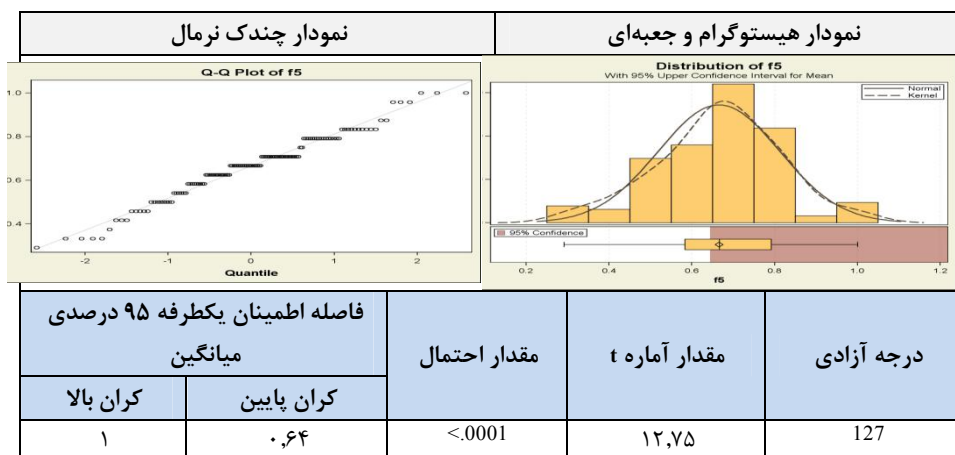 نمودار هیستوگرام و جعبه‌ای
نمودار چندک نرمال
Distribution of f5
With 95% Upper Confidence Interval for Mean
Normal
Kernel
95% Confidence
0.2 0.4 0.6 0.8 1.0 1.2
f5
Q-Q Plot of f5
1.0
0.8
0.6
0.4
-2 -1 0 1 2
Quantile
درجه آزادی
مقدار آماره t
مقدار احتمال
فاصله اطمینان یکطرفه ۹۵ درصدی
میانگین
کران پایین
کران بالا
127
۱۲,۷۵
<.0001
۰,۶۴
۱